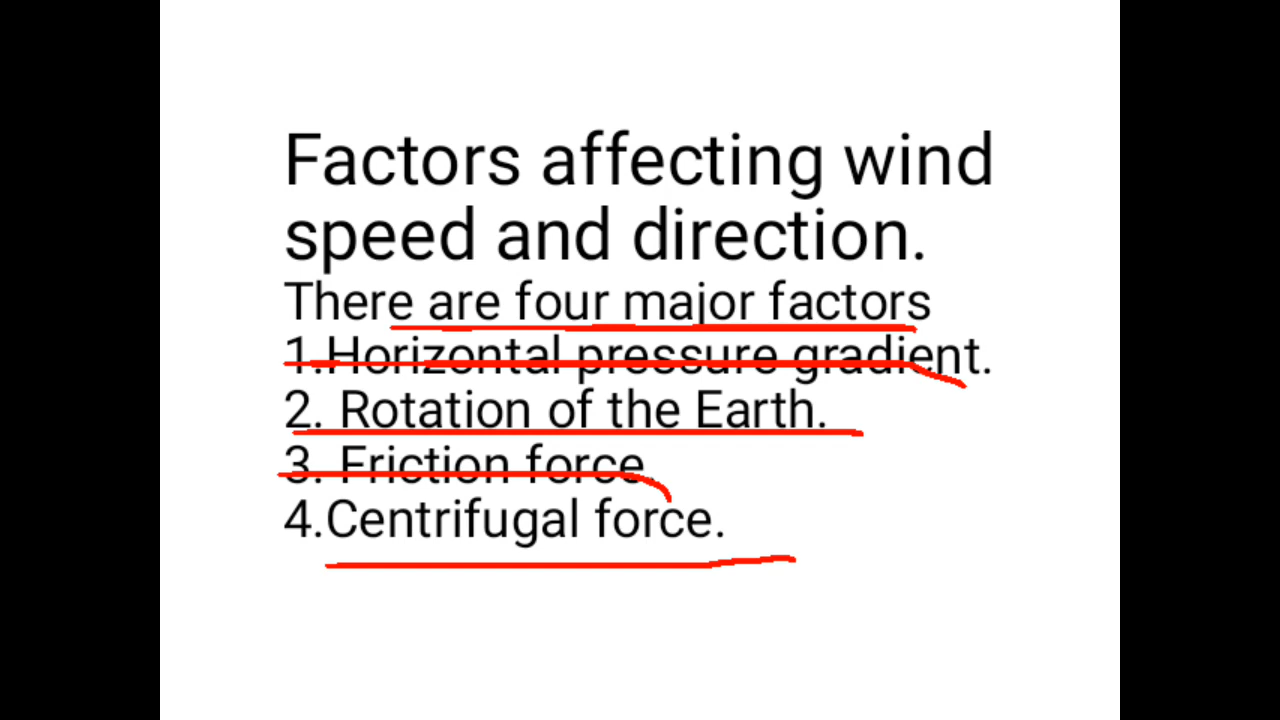 Factors affecting wind
speed and direction.
There are four major factors
1.Horizontal pressure gradient.
2. Rotation of the Earth.
3. Friction force.
4.Centrifugal force.